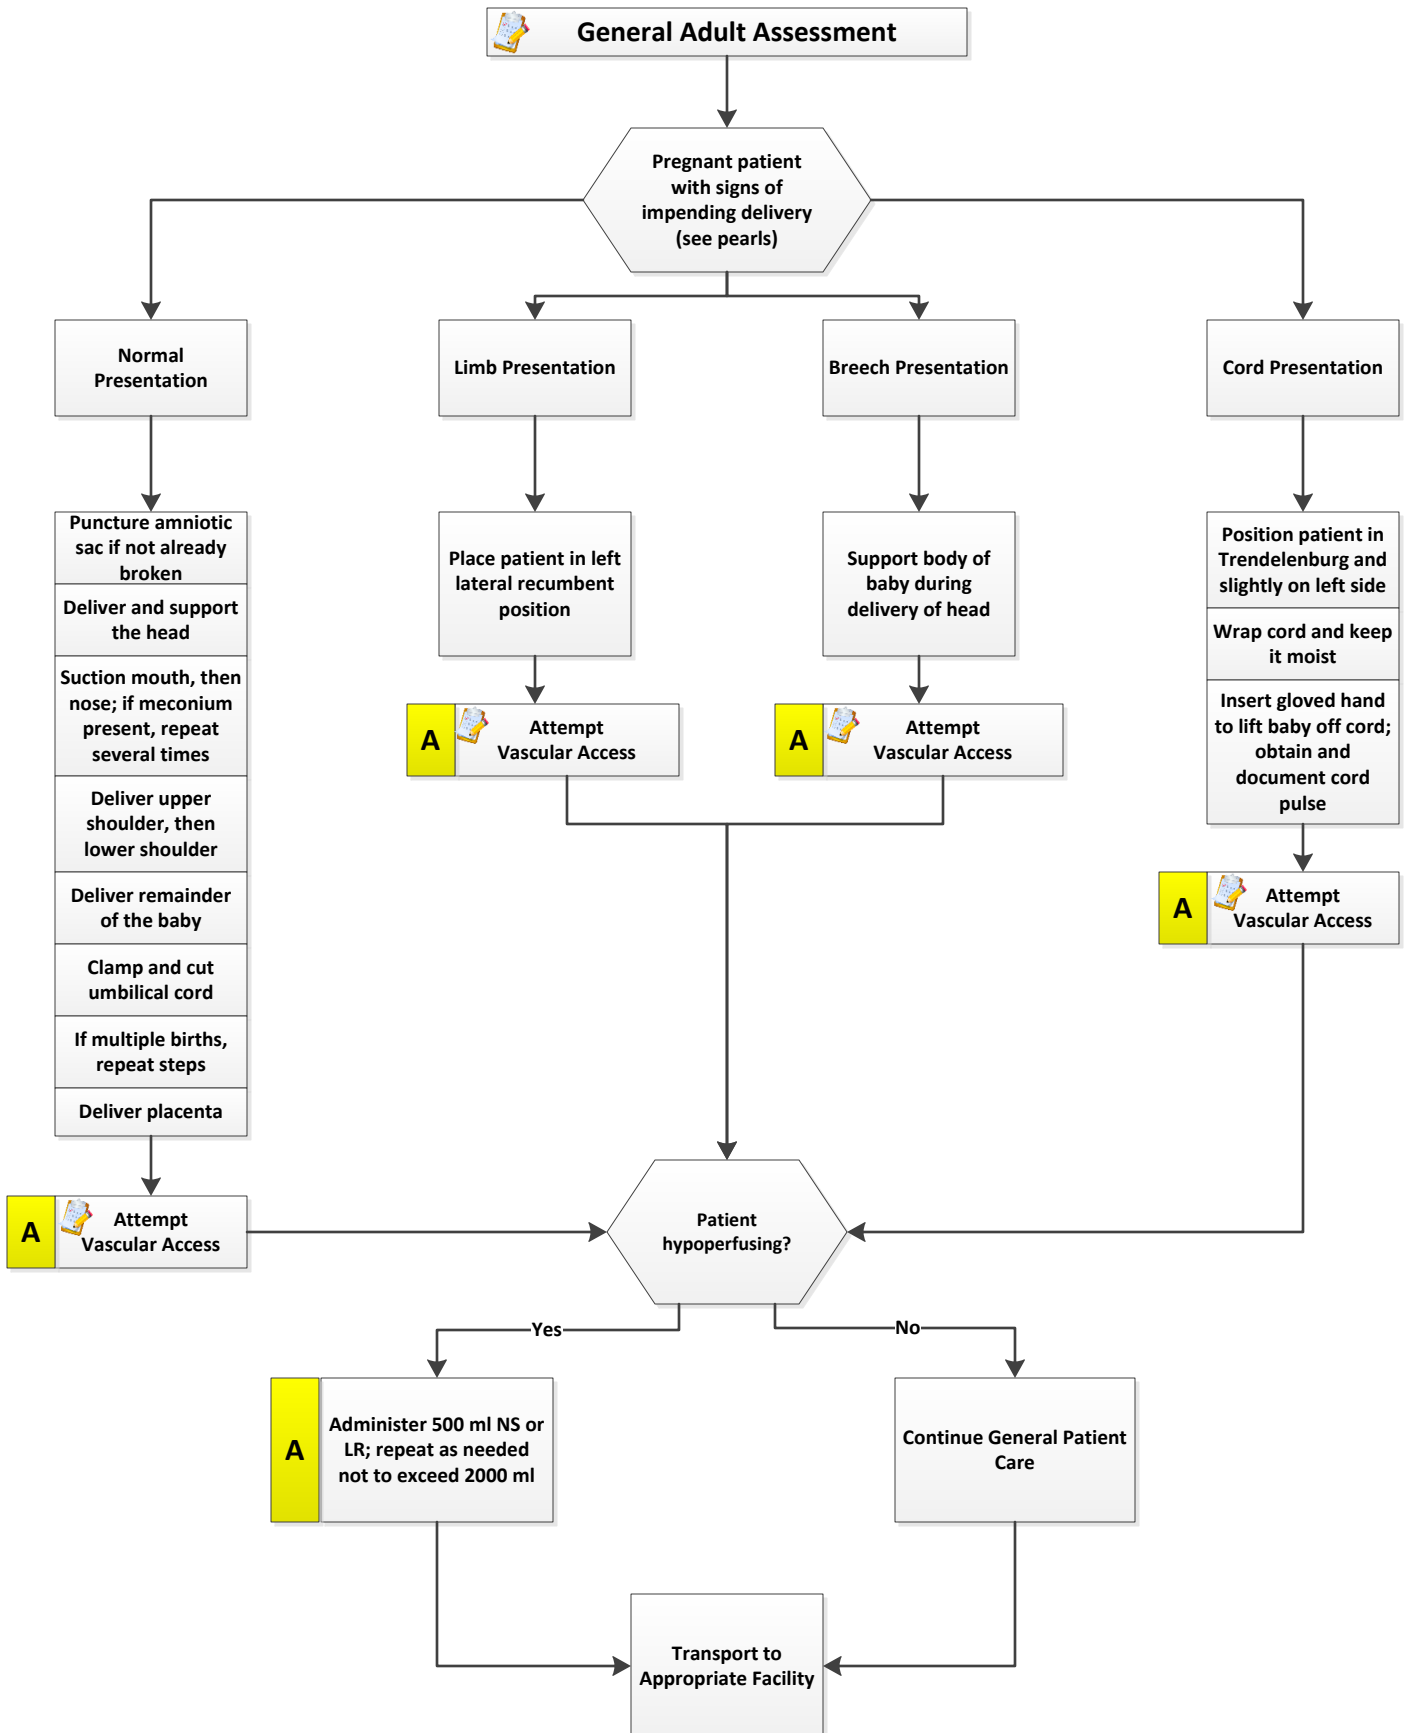 General Adult Assessment
Pregnant patient
with signs of
impending delivery
(see pearls)
Normal
Presentation
Limb Presentation
Breech Presentation
Cord Presentation
Puncture amniotic
sac if not already
broken
Deliver and support
the head
Suction mouth, then
nose; if meconium
present, repeat
several times
Deliver upper
shoulder, then
lower shoulder
Deliver remainder
of the baby
Clamp and cut
umbilical cord
If multiple births,
repeat steps
Deliver placenta
A
Attempt
Vascular Access
Place patient in left
lateral recumbent
position
A
Attempt
Vascular Access
Support body of
baby during
delivery of head
A
Attempt
Vascular Access
Position patient in
Trendelenburg and
slightly on left side
Wrap cord and keep
it moist
Insert gloved hand
to lift baby off cord;
obtain and
document cord
pulse
A
Attempt
Vascular Access
Patient
hypoperfusing?
Yes
No
A
Administer 500 ml NS or
LR; repeat as needed
not to exceed 2000 ml
Continue General Patient
Care
Transport to
Appropriate Facility